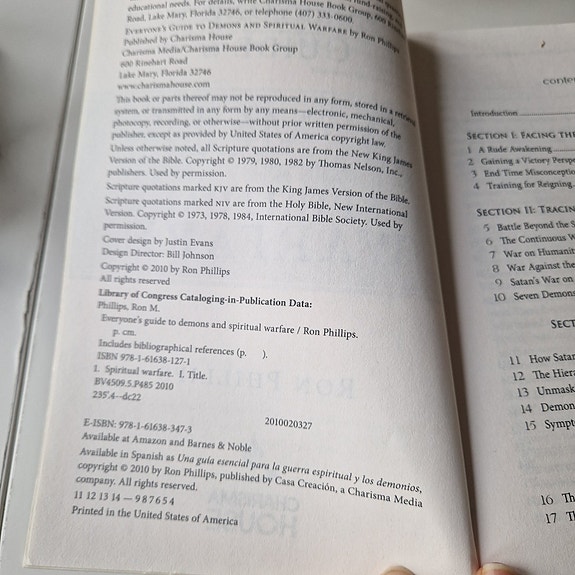 educational needs. For details, write Charisma House Book Group, 600
Road, Lake Mary, Florida 32746, or telephone (407) 333-0600.
Everyone's Guide to Demons and Spiritual Warfare by Ron Phillips
Published by Charisma House
Charisma Media/Charisma House Book Group
600 Rinehart Road
Lake Mary, Florida 32746
www.charismahouse.com
This book or parts thereof may not be reproduced in any form, stored in a retrieval
system, or transmitted in any form by any means—electronic, mechanical,
photocopy, recording, or otherwise—without prior written permission of the
publisher, except as provided by United States of America copyright law.
Unless otherwise noted, all Scripture quotations are from the New King James
Version of the Bible. Copyright © 1979, 1980, 1982 by Thomas Nelson, Inc.,
publishers. Used by permission.
Scripture quotations marked KJV are from the King James Version of the Bible.
Scripture quotations marked NIV are from the Holy Bible, New International
Version. Copyright © 1973, 1978, 1984, International Bible Society. Used by
permission.
Cover design by Justin Evans
Design Director: Bill Johnson
Copyright © 2010 by Ron Phillips
All rights reserved
Library of Congress Cataloging-in-Publication Data:
Phillips, Ron M.
Everyone's guide to demons and spiritual warfare / Ron Phillips.
p. cm.
Includes bibliographical references (p. ).
ISBN 978-1-61638-127-1
1. Spiritual warfare. I. Title.
BV4509.5.P485 2010
235'.4--dc22
2010020327
E-ISBN: 978-1-61638-347-3
Available at Amazon and Barnes & Noble
Available in Spanish as Una guía esencial para la guerra espiritual y los demonios,
copyright © 2010 by Ron Phillips, published by Casa Creación, a Charisma Media
company. All rights reserved.
11 12 13 14 — 9 8 7 6 5 4
Printed in the United States of America
Introduction
Section I: Facing
1 A Rude Awakening
2 Gaining a Victory
3 End Time
4 Training for Reigning
Section II:
5 Battle Beyond the
6 The Continuous
7 War on
8 War Against the
9 Satan's War on
10 Seven
11 How
12 The
13
14
15
16
17